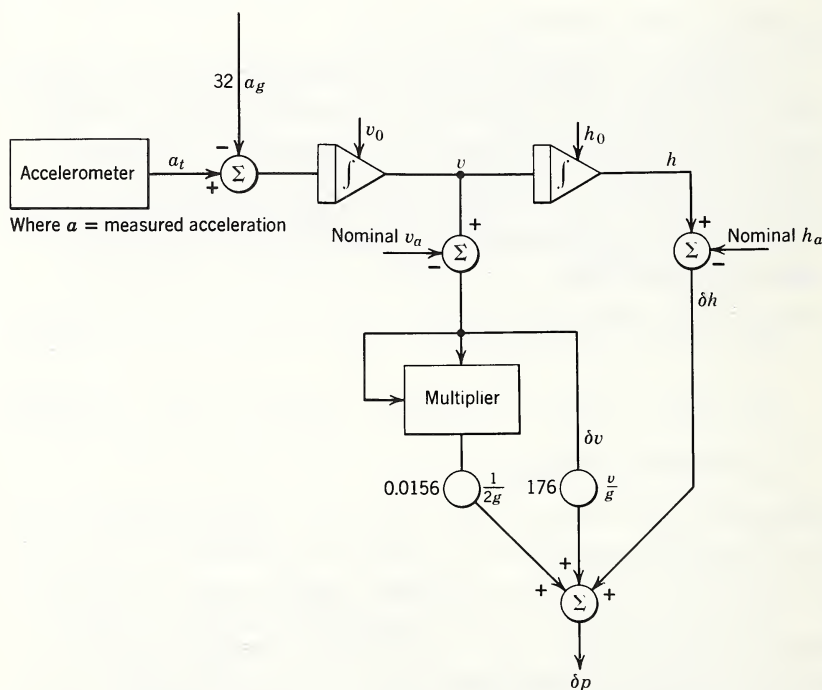 32 a_g
−
Accelerometer
a_t
+
Σ
v_0
∫
v
h_0
∫
h
Where a = measured acceleration
Nominal v_a
+
−
Σ
+
Σ
−
Nominal h_a
δh
Multiplier
δv
0.0156
1/2g
176
v/g
+
+
+
Σ
δp